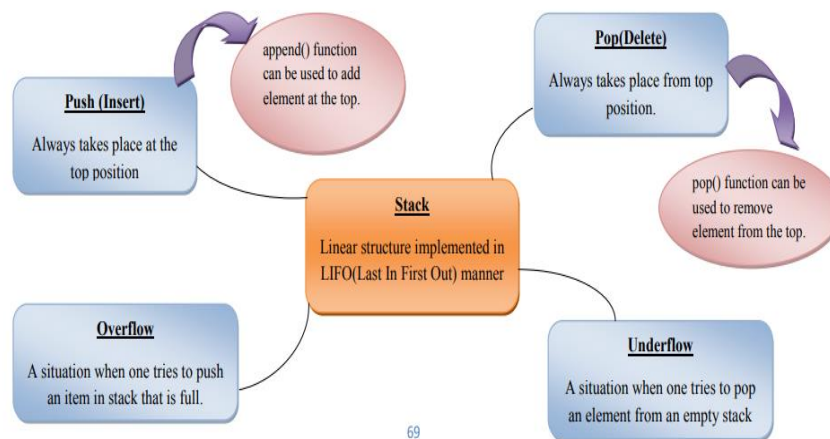 Push (Insert)
Always takes place at the
top position
append() function
can be used to add
element at the top.
Pop(Delete)
Always takes place from top
position.
pop() function can be
used to remove
element from the top.
Stack
Linear structure implemented in
LIFO(Last In First Out) manner
Overflow
A situation when one tries to push
an item in stack that is full.
Underflow
A situation when one tries to pop
an element from an empty stack
69